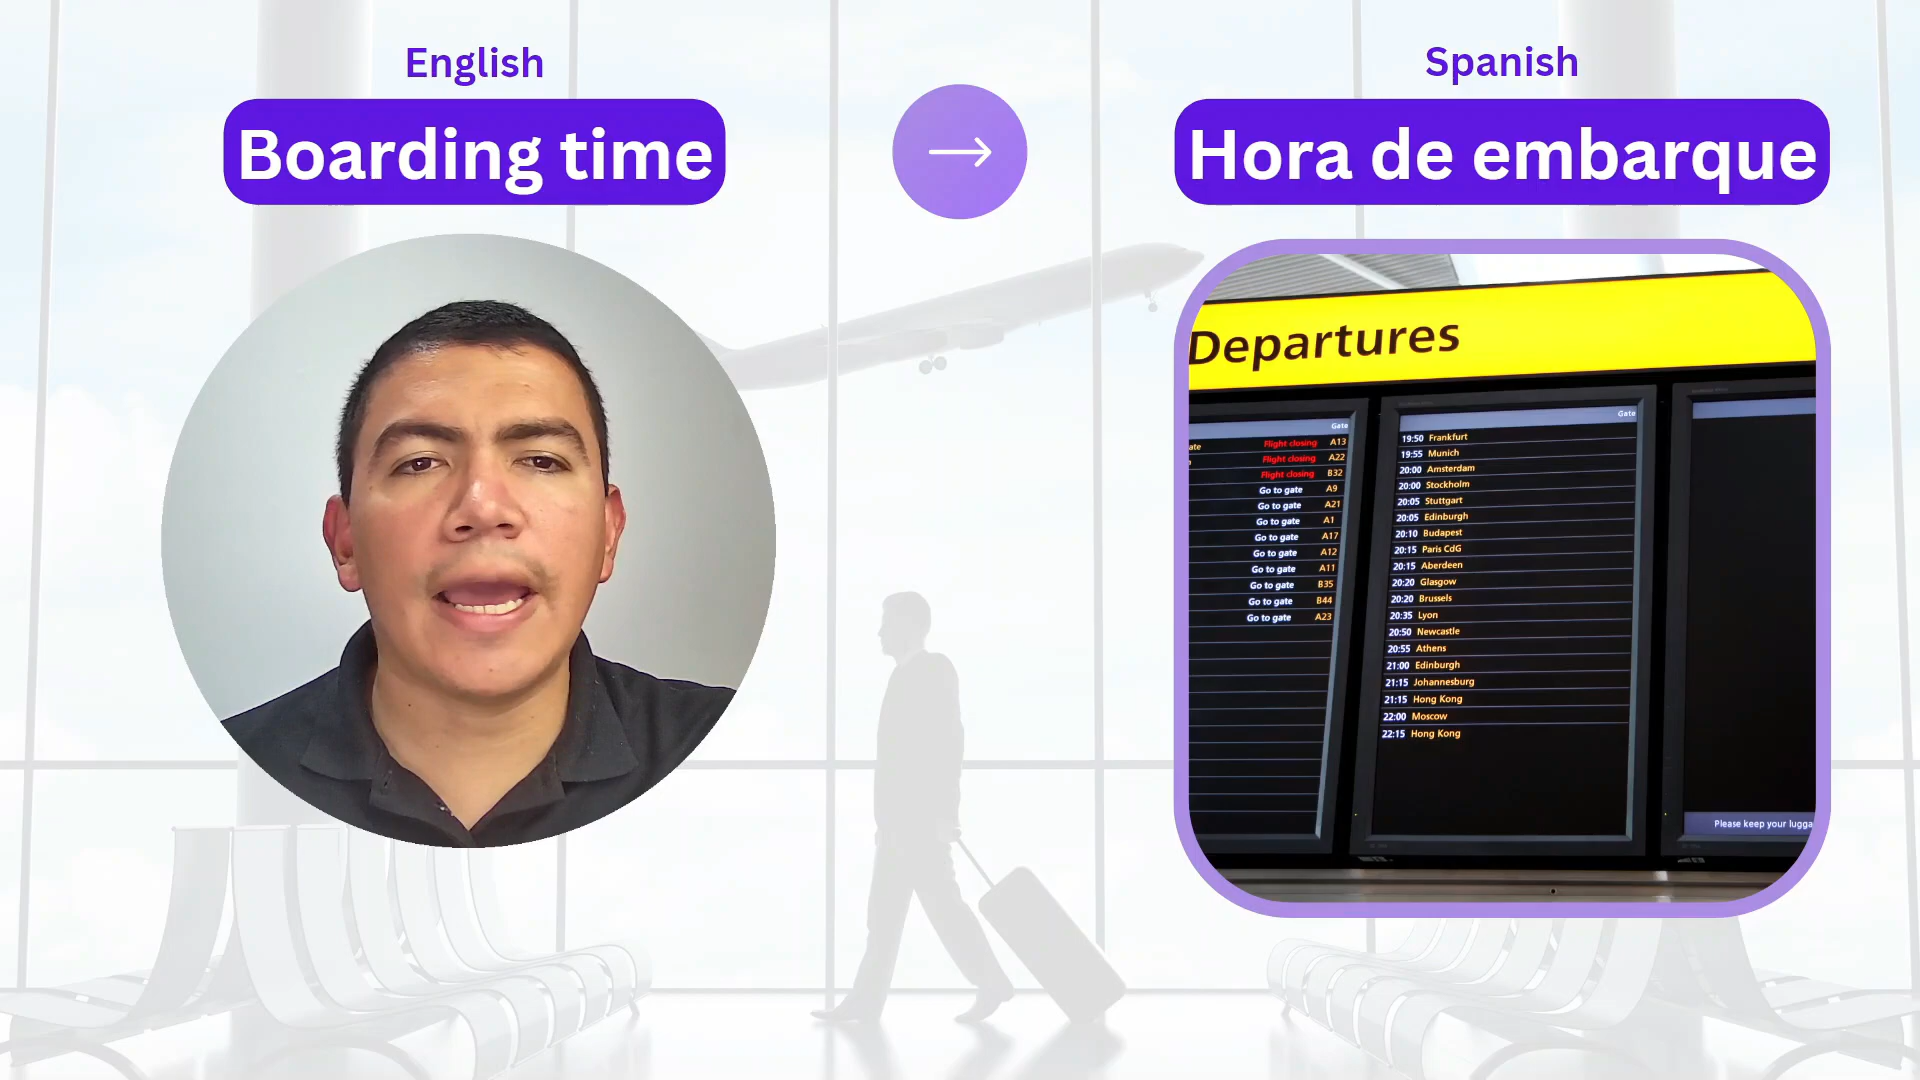 English
Boarding time
Spanish
Hora de embarque
Departures
Gate
ate Flight closing A13
Flight closing A22
Flight closing B32
Go to gate A9
Go to gate A21
Go to gate A1
Go to gate A17
Go to gate A12
Go to gate A11
Go to gate B35
Go to gate B44
Go to gate A23
Gate
19:50 Frankfurt
19:55 Munich
20:00 Amsterdam
20:00 Stockholm
20:05 Stuttgart
20:05 Edinburgh
20:10 Budapest
20:15 Paris CdG
20:15 Aberdeen
20:20 Glasgow
20:20 Brussels
20:35 Lyon
20:50 Newcastle
20:55 Athens
21:00 Edinburgh
21:15 Johannesburg
21:15 Hong Kong
22:00 Moscow
22:15 Hong Kong
Please keep your lugga